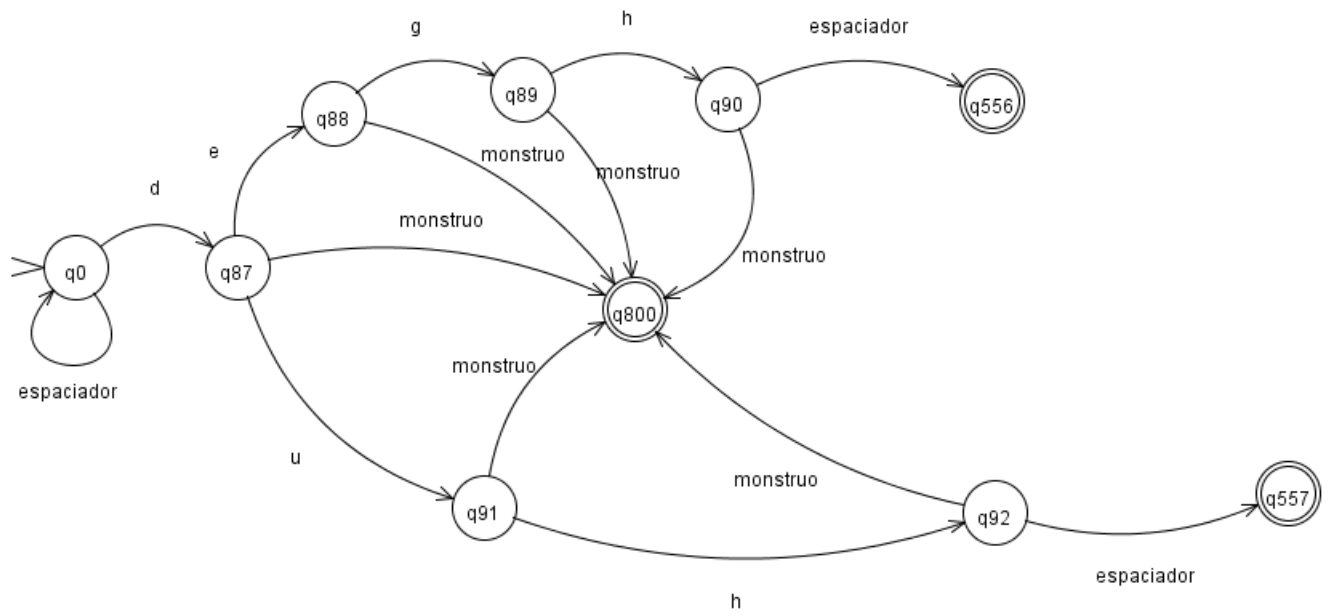 g
h
espaciador
q88
q89
q90
q556
e
monstruo
monstruo
d
monstruo
monstruo
q0
q87
q800
monstruo
espaciador
u
monstruo
q91
q92
q557
espaciador
h